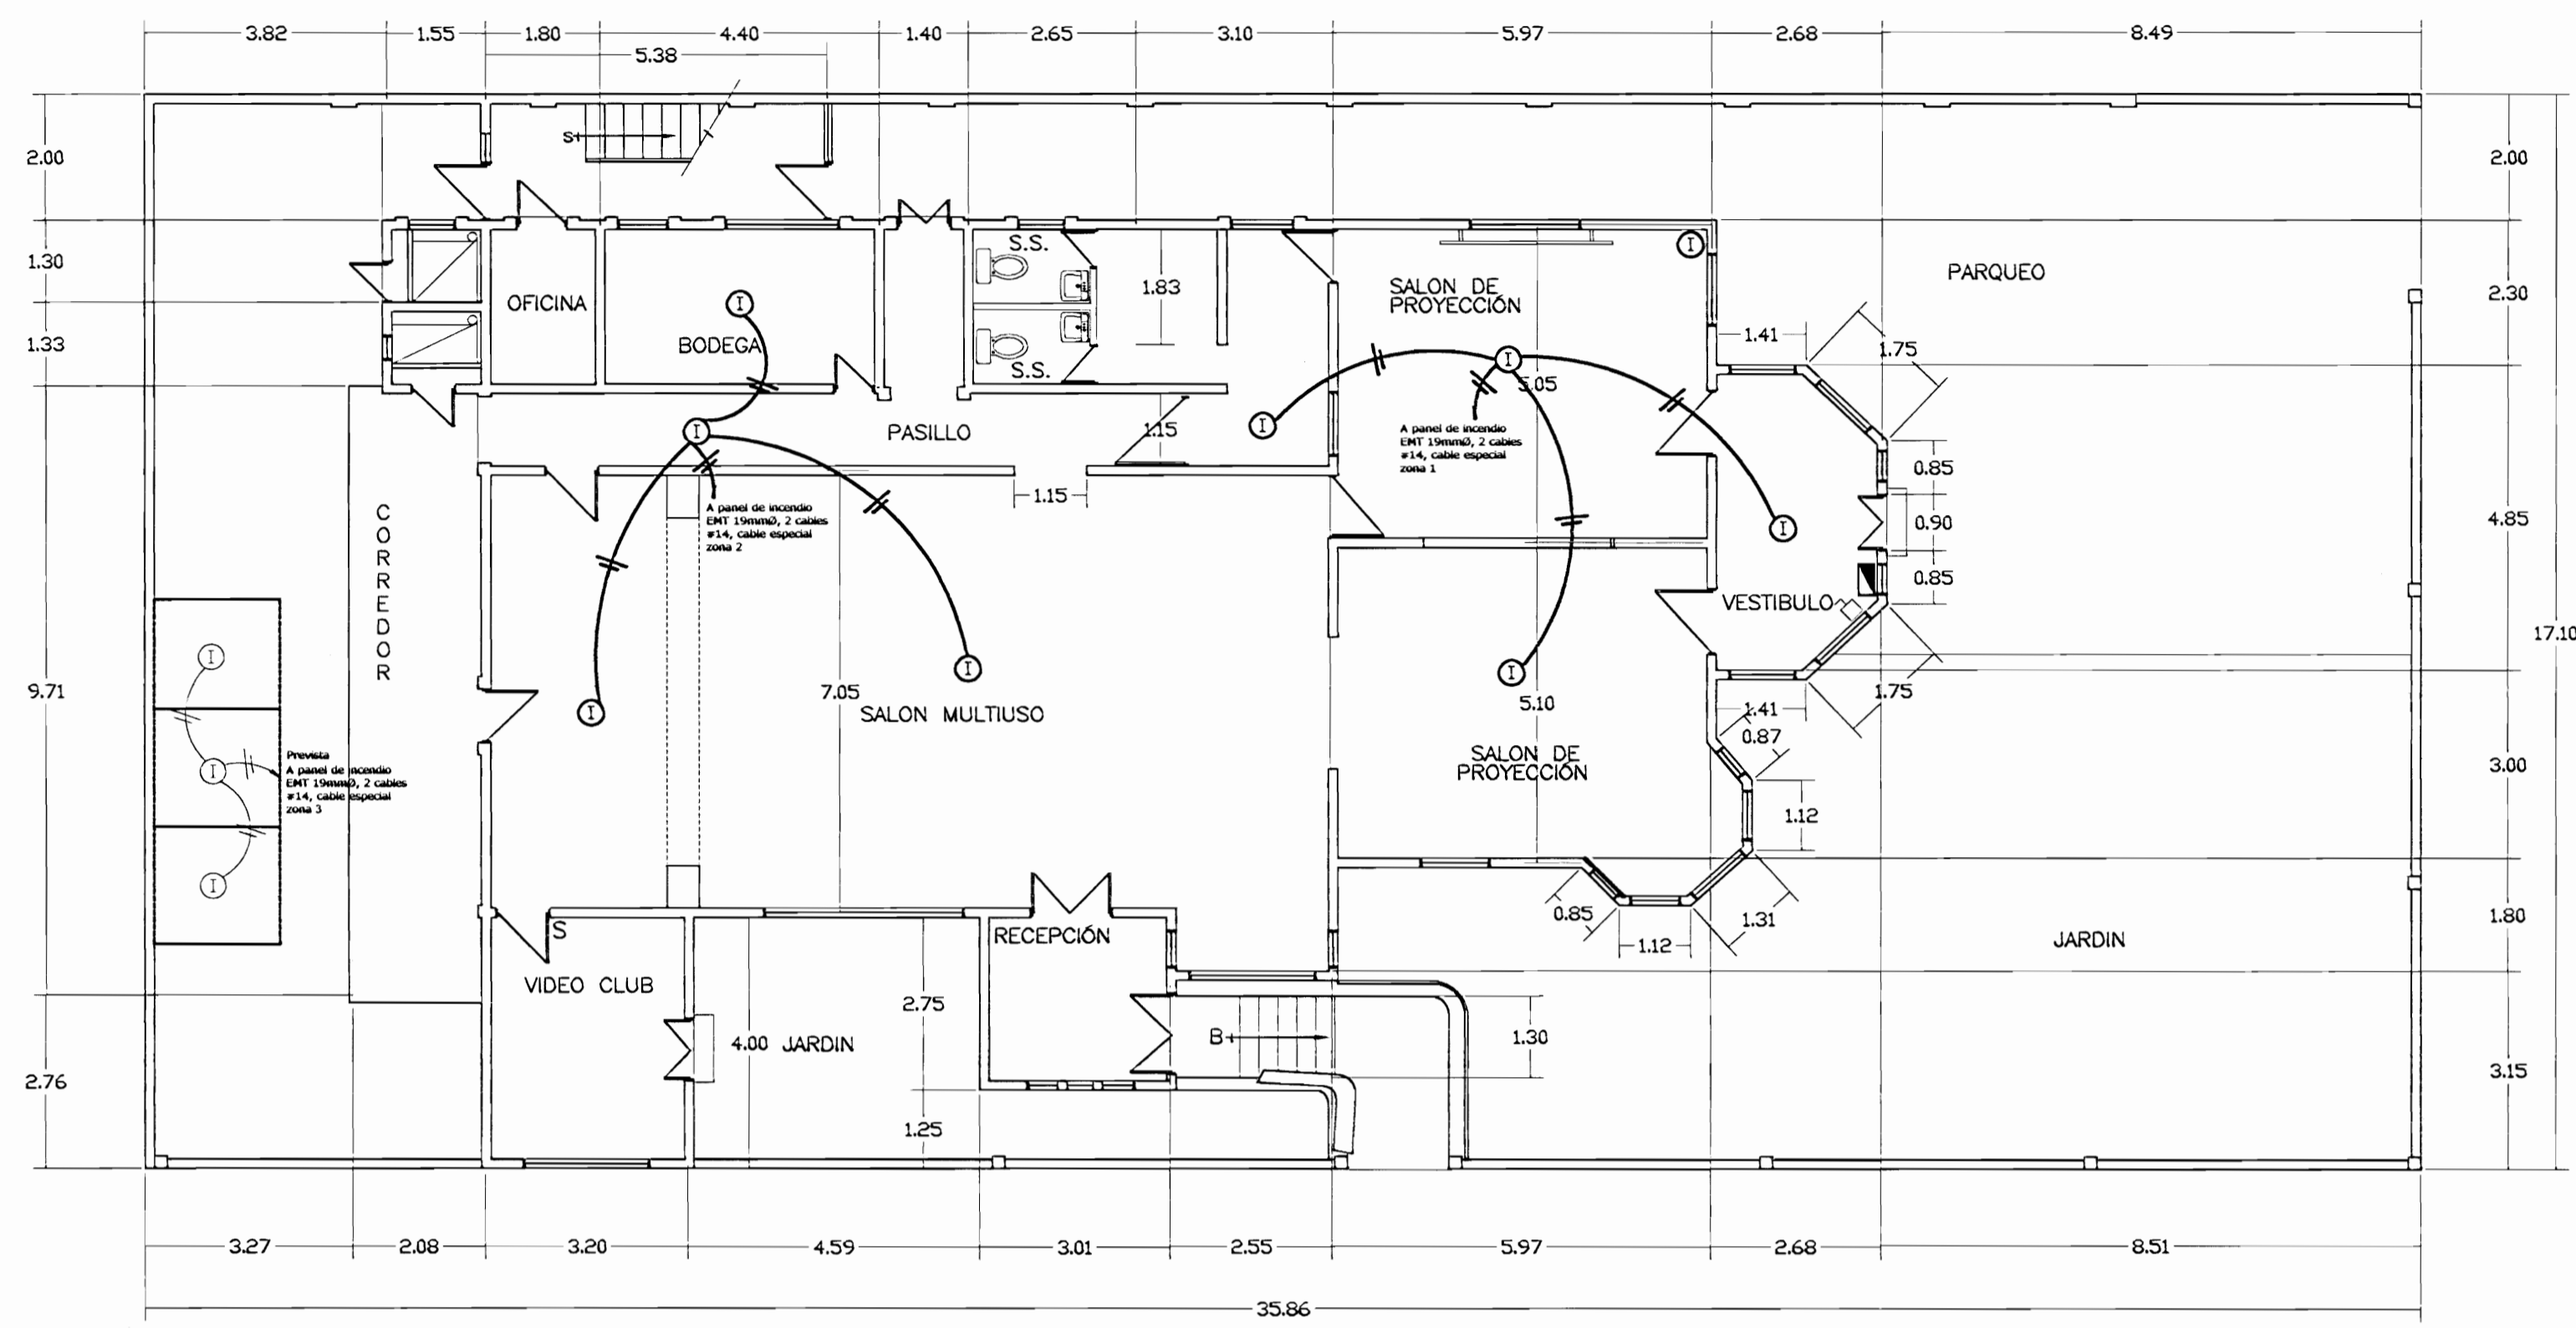 3.82 1.55 1.80 4.40 1.40 2.65 3.10 5.97 2.68 8.49
5.38
2.00
2.00
S
1.30
1.33
9.71
2.76
2.30
4.85
3.00
1.80
3.15
17.10
OFICINA
BODEGA
I
S.S.
S.S.
1.83
SALON DE
PROYECCIÓN
I
PARQUEO
1.41
1.75
I
5.05
I
PASILLO
1.15
I
A panel de incendio
EMT 19mmØ, 2 cables
#14, cable especial
zona 1
0.85
0.90
0.85
1.15
A panel de incendio
EMT 19mmØ, 2 cables
#14, cable especial
zona 2
I
CORREDOR
VESTIBULO
I
I
I
I
7.05
SALON MULTIUSO
5.10
1.75
1.41
0.87
SALON DE
PROYECCIÓN
1.12
I
Prevista
A panel de incendio
EMT 19mmØ, 2 cables
#14, cable especial
zona 3
I
0.85
1.12
1.31
JARDIN
S
RECEPCIÓN
VIDEO CLUB
2.75
4.00 JARDIN
B
1.30
1.25
3.27 2.08 3.20 4.59 3.01 2.55 5.97 2.68 8.51
35.86